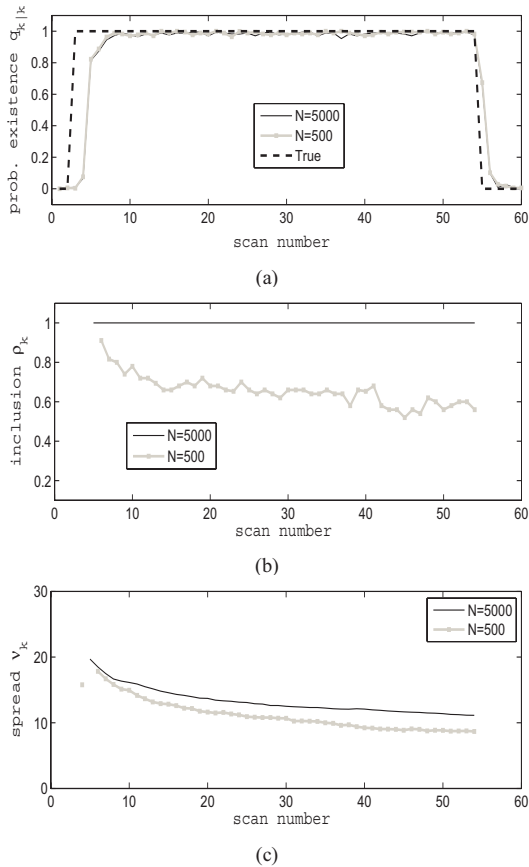 prob. existence q_{k|k}
1
0.8
0.6
0.4
0.2
0
N=5000
N=500
True
0 10 20 30 40 50 60
scan number
(a)
inclusion ρ_k
1
0.8
0.6
0.4
0.2
N=5000
N=500
0 10 20 30 40 50 60
scan number
(b)
spread ν_k
30
20
10
0
N=5000
N=500
0 10 20 30 40 50 60
scan number
(c)